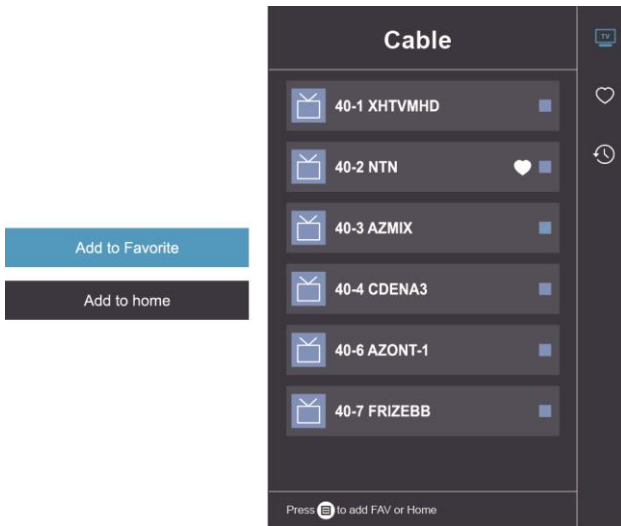 Cable
TV
40-1 XHTVMHD
40-2 NTN
40-3 AZMIX
Add to Favorite
40-4 CDENA3
Add to home
40-6 AZONT-1
40-7 FRIZEBB
Press to add FAV or Home